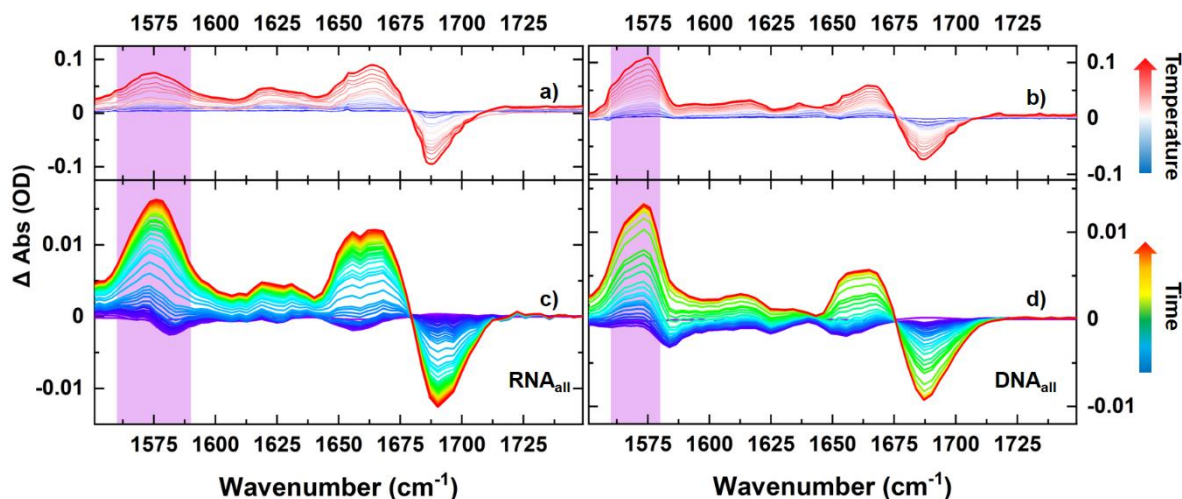 1575 1600 1625 1650 1675 1700 1725 1575 1600 1625 1650 1675 1700 1725
0.1 0.1
a) b)
0 0
-0.1 -0.1
Temperature
Δ Abs (OD)
0.01 0.01
c) d)
0 0
Time
-0.01 -0.01
RNAall DNAall
1575 1600 1625 1650 1675 1700 1725 1575 1600 1625 1650 1675 1700 1725
Wavenumber (cm-1) Wavenumber (cm-1)